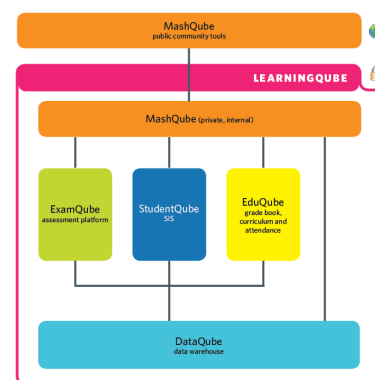 MashQube
public community tools
LEARNINGQUBE
MashQube (private, internal)
ExamQube
assessment platform
StudentQube
SIS
EduQube
grade book,
curriculum and
attendance
DataQube
data warehouse